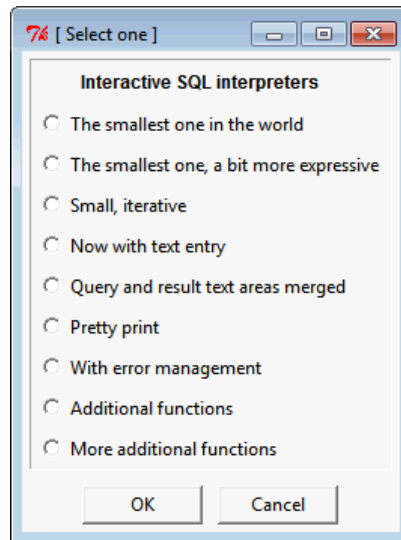 [ Select one ]
Interactive SQL interpreters
The smallest one in the world
The smallest one, a bit more expressive
Small, iterative
Now with text entry
Query and result text areas merged
Pretty print
With error management
Additional functions
More additional functions
OK Cancel